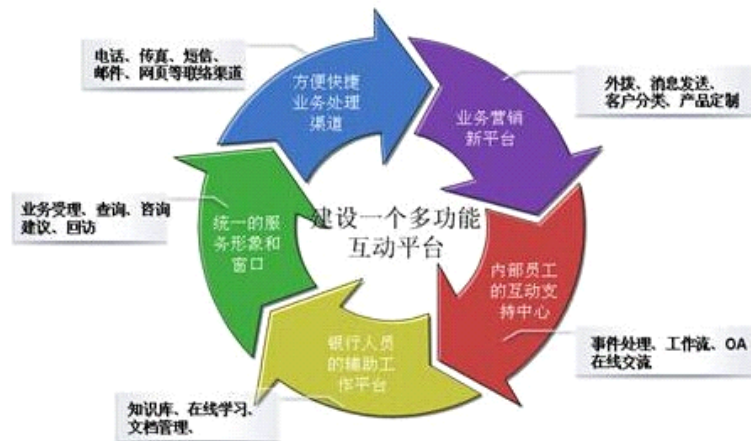 电话、传真、短信、
邮件、网页等联络渠道
方便快捷
业务处理
渠道
外拨、消息发送、
客户分类、产品定制
业务营销
新平台
业务受理、查询、咨询
建议、回访
统一的服
务形象和
窗口
建设一个多功能
互动平台
内部员工
的互动支
持中心
事件处理、工作流、OA
在线交流
银行人员
的辅助工
作平台
知识库、在线学习、
文档管理、